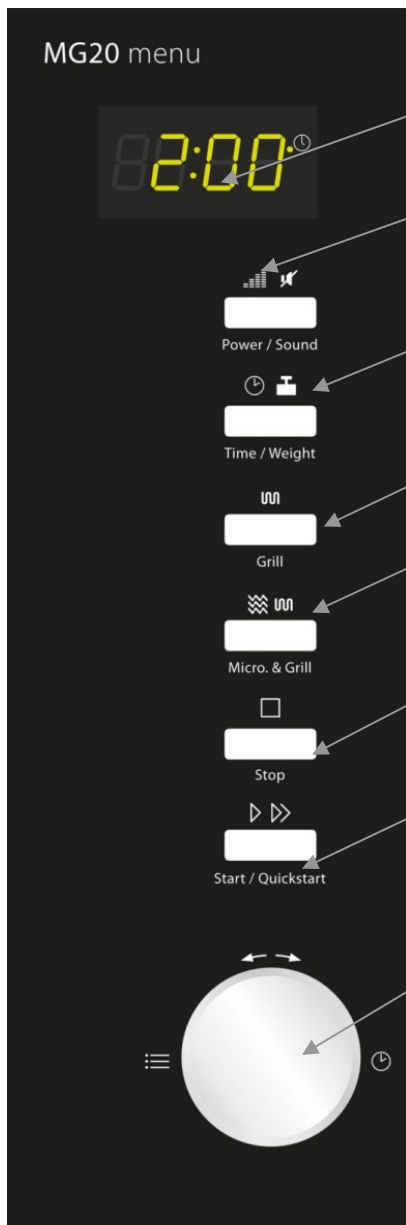 MG20 menu
2:00
Power / Sound
Time / Weight
Grill
Micro. & Grill
Stop
Start / Quickstart